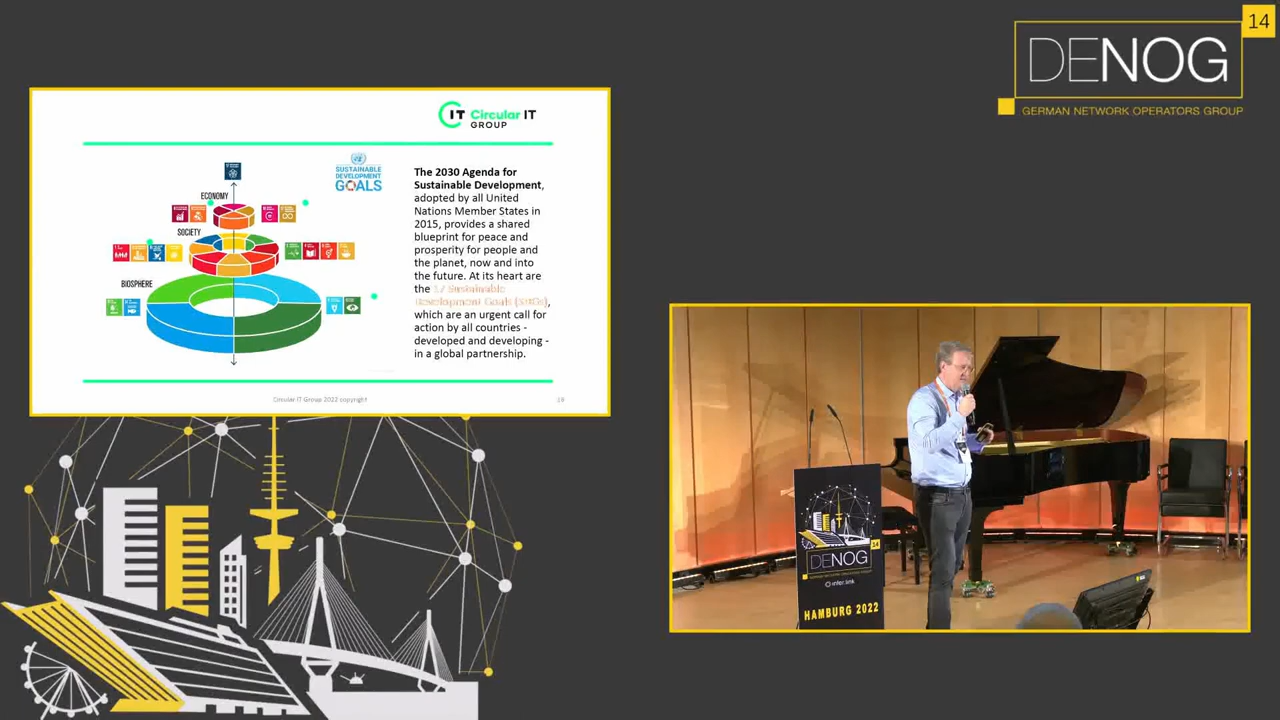 14
DENOG
GERMAN NETWORK OPERATORS GROUP
IT Circular IT
GROUP
SUSTAINABLE
DEVELOPMENT
GOALS
ECONOMY
SOCIETY
BIOSPHERE
The 2030 Agenda for
Sustainable Development,
adopted by all United
Nations Member States in
2015, provides a shared
blueprint for peace and
prosperity for people and
the planet, now and into
the future. At its heart are
the 17 Sustainable
Development Goals (SDGs),
which are an urgent call for
action by all countries -
developed and developing -
in a global partnership.
Circular IT Group 2022 copyright
DENOG
14
inter.link
HAMBURG 2022